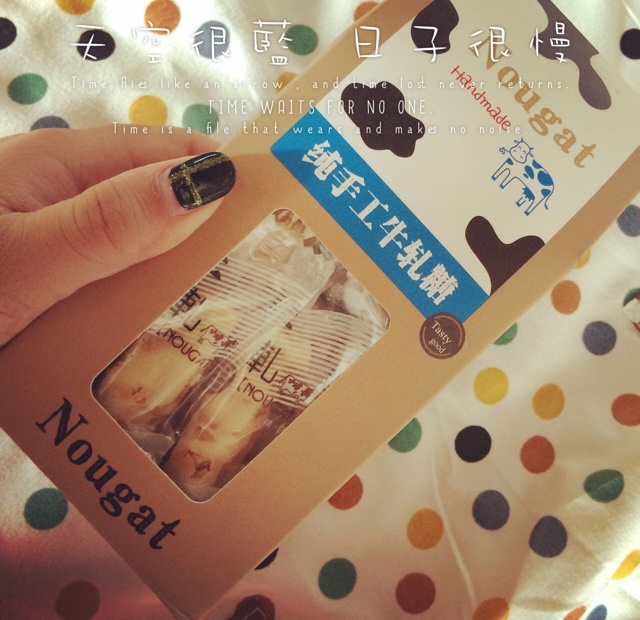 天空很藍 日子很慢
Time flies like an arrow , and time lost never returns.
TIME WAITS FOR NO ONE.
Time is a file that wears and makes no noise.
Nougat
Handmade
纯手工牛轧糖
Tasty
good
[NOUG
[NOU
Nougat